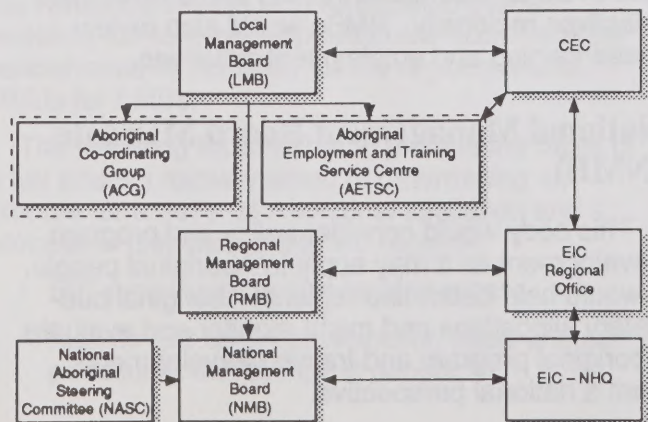 Local
Management
Board
(LMB)
CEC
Aboriginal
Co-ordinating
Group
(ACG)
Aboriginal
Employment and Training
Service Centre
(AETSC)
Regional
Management
Board
(RMB)
EIC
Regional
Office
National
Aboriginal
Steering
Committee (NASC)
National
Management
Board
(NMB)
EIC – NHQ